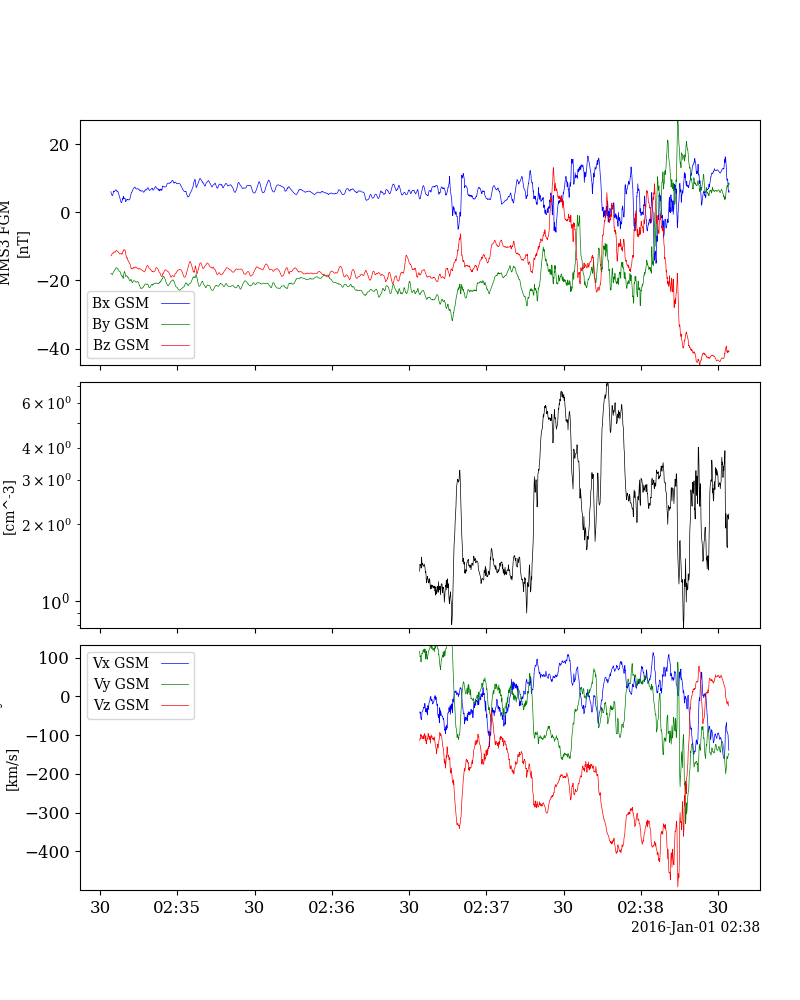 20
0
−20
−40
MMS3 FGM
[nT]
Bx GSM
By GSM
Bz GSM
6 × 10⁰
4 × 10⁰
3 × 10⁰
2 × 10⁰
10⁰
[cm^-3]
100
0
−100
−200
−300
−400
[km/s]
Vx GSM
Vy GSM
Vz GSM
30 02:35 30 02:36 30 02:37 30 02:38 30
2016-Jan-01 02:38